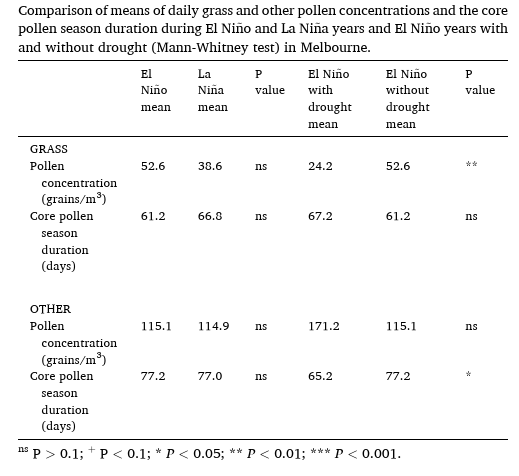 Comparison of means of daily grass and other pollen concentrations and the core
pollen season duration during El Niño and La Niña years and El Niño years with
and without drought (Mann-Whitney test) in Melbourne.
El Niño mean La Niña mean P value El Niño with drought mean El Niño without drought mean P value
GRASS
Pollen concentration (grains/m³) 52.6 38.6 ns 24.2 52.6 **
Core pollen season duration (days) 61.2 66.8 ns 67.2 61.2 ns
OTHER
Pollen concentration (grains/m³) 115.1 114.9 ns 171.2 115.1 ns
Core pollen season duration (days) 77.2 77.0 ns 65.2 77.2 *
ns P > 0.1; + P < 0.1; * P < 0.05; ** P < 0.01; *** P < 0.001.